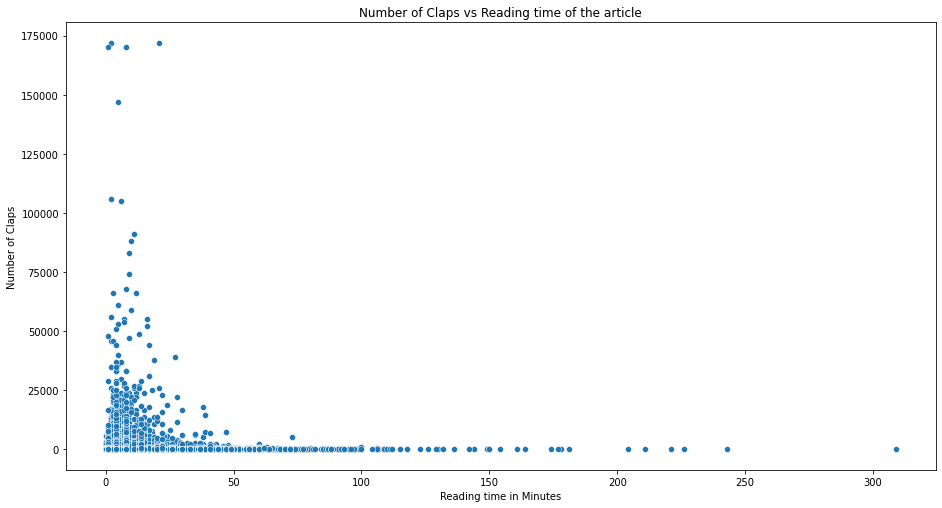 Number of Claps vs Reading time of the article
175000
150000
125000
100000
75000
50000
25000
0
Number of Claps
0 50 100 150 200 250 300
Reading time in Minutes